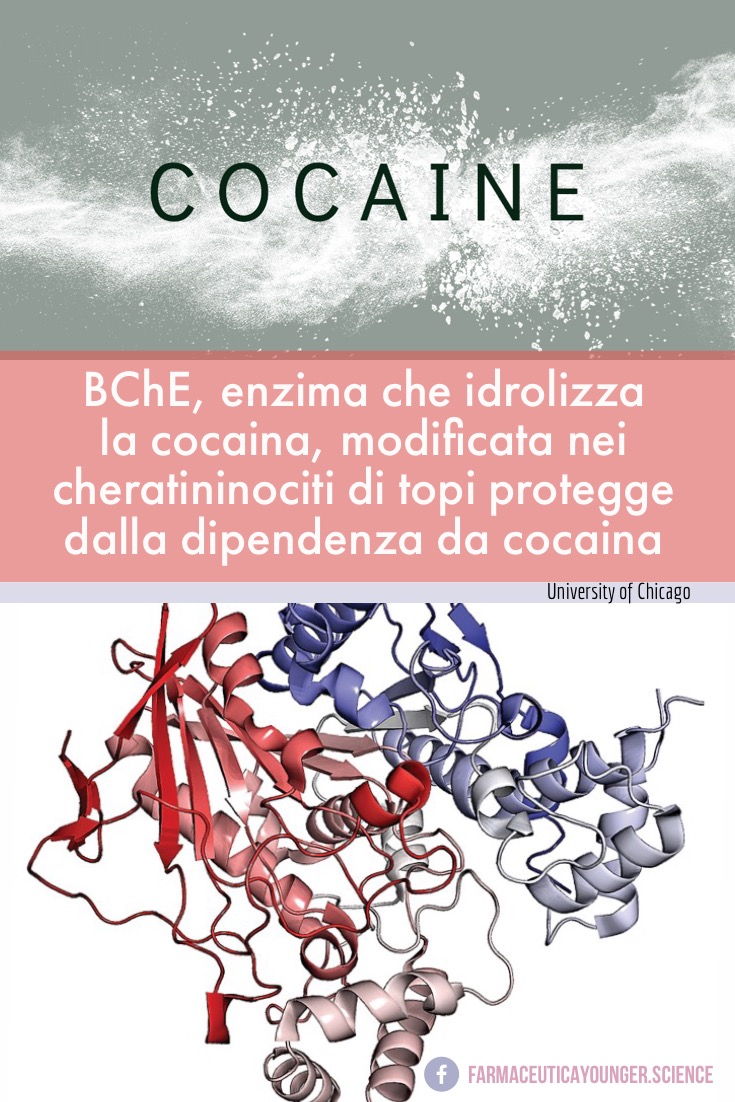 COCAINE
BChE, enzima che idrolizza
la cocaina, modificata nei
cheratininociti di topi protegge
dalla dipendenza da cocaina
University of Chicago
FARMACEUTICAYOUNGER.SCIENCE